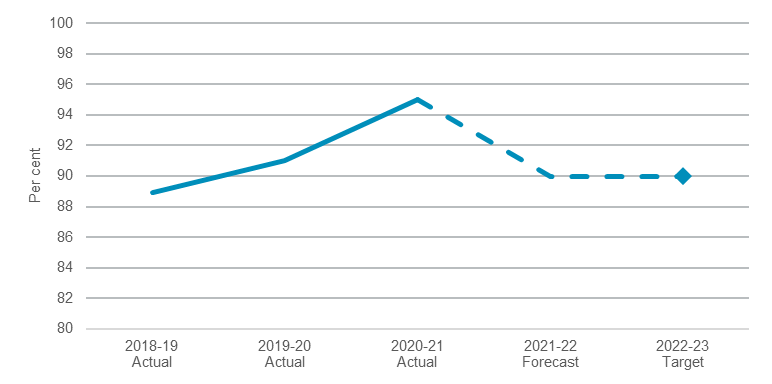 100
98
96
94
92
90
88
86
84
82
80
Per cent
2018-19
Actual
2019-20
Actual
2020-21
Actual
2021-22
Forecast
2022-23
Target